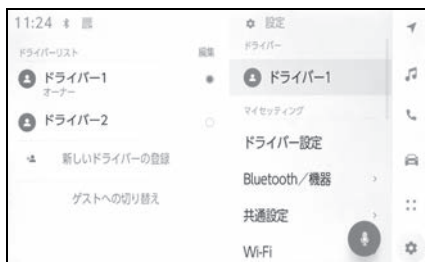 11:24
ドライバーリスト
編集
ドライバー1
オーナー
ドライバー2
新しいドライバーの登録
ゲストへの切り替え
設定
ドライバー
ドライバー1
マイセッティング
ドライバー設定
Bluetooth／機器
共通設定
Wi-Fi